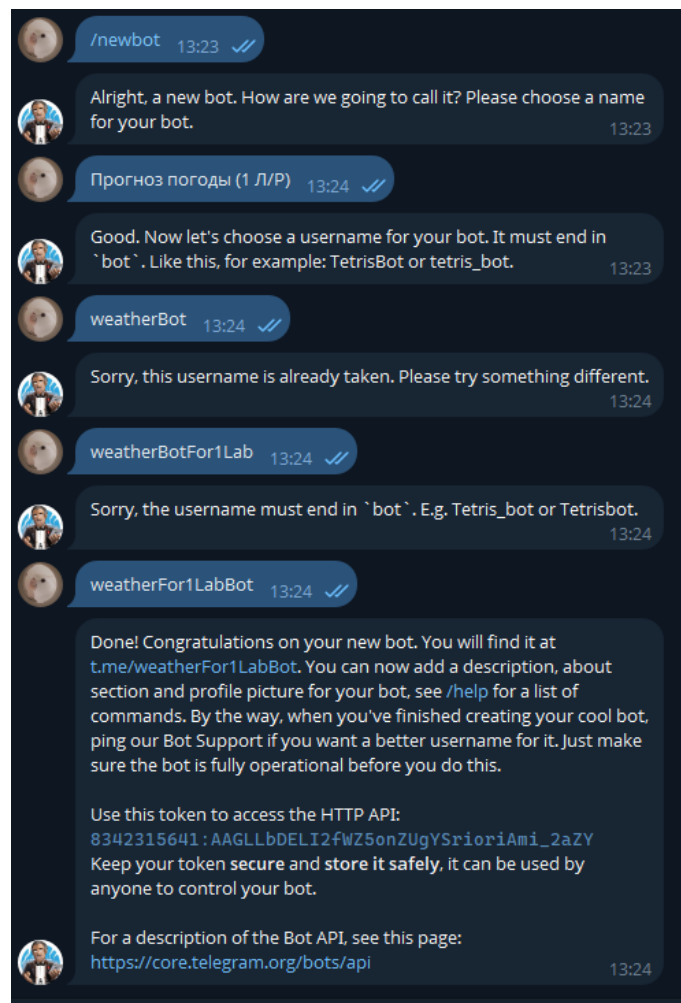 /newbot 13:23
Alright, a new bot. How are we going to call it? Please choose a name
for your bot.
13:23
Прогноз погоды (1 Л/Р) 13:24
Good. Now let's choose a username for your bot. It must end in
`bot`. Like this, for example: TetrisBot or tetris_bot.
13:23
weatherBot 13:24
Sorry, this username is already taken. Please try something different.
13:24
weatherBotFor1Lab 13:24
Sorry, the username must end in `bot`. E.g. Tetris_bot or Tetrisbot.
13:24
weatherFor1LabBot 13:24
Done! Congratulations on your new bot. You will find it at
t.me/weatherFor1LabBot. You can now add a description, about
section and profile picture for your bot, see /help for a list of
commands. By the way, when you've finished creating your cool bot,
ping our Bot Support if you want a better username for it. Just make
sure the bot is fully operational before you do this.
Use this token to access the HTTP API:
8342315641:AAGLLbDELI2fWZ5onZUgYSrioriAmi_2aZY
Keep your token secure and store it safely, it can be used by
anyone to control your bot.
For a description of the Bot API, see this page:
https://core.telegram.org/bots/api
13:24